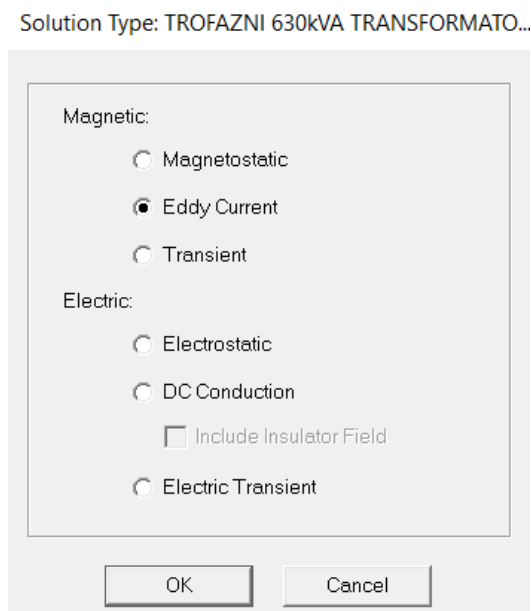 Solution Type: TROFAZNI 630kVA TRANSFORMATO...
Magnetic:
Magnetostatic
Eddy Current
Transient
Electric:
Electrostatic
DC Conduction
Include Insulator Field
Electric Transient
OK Cancel